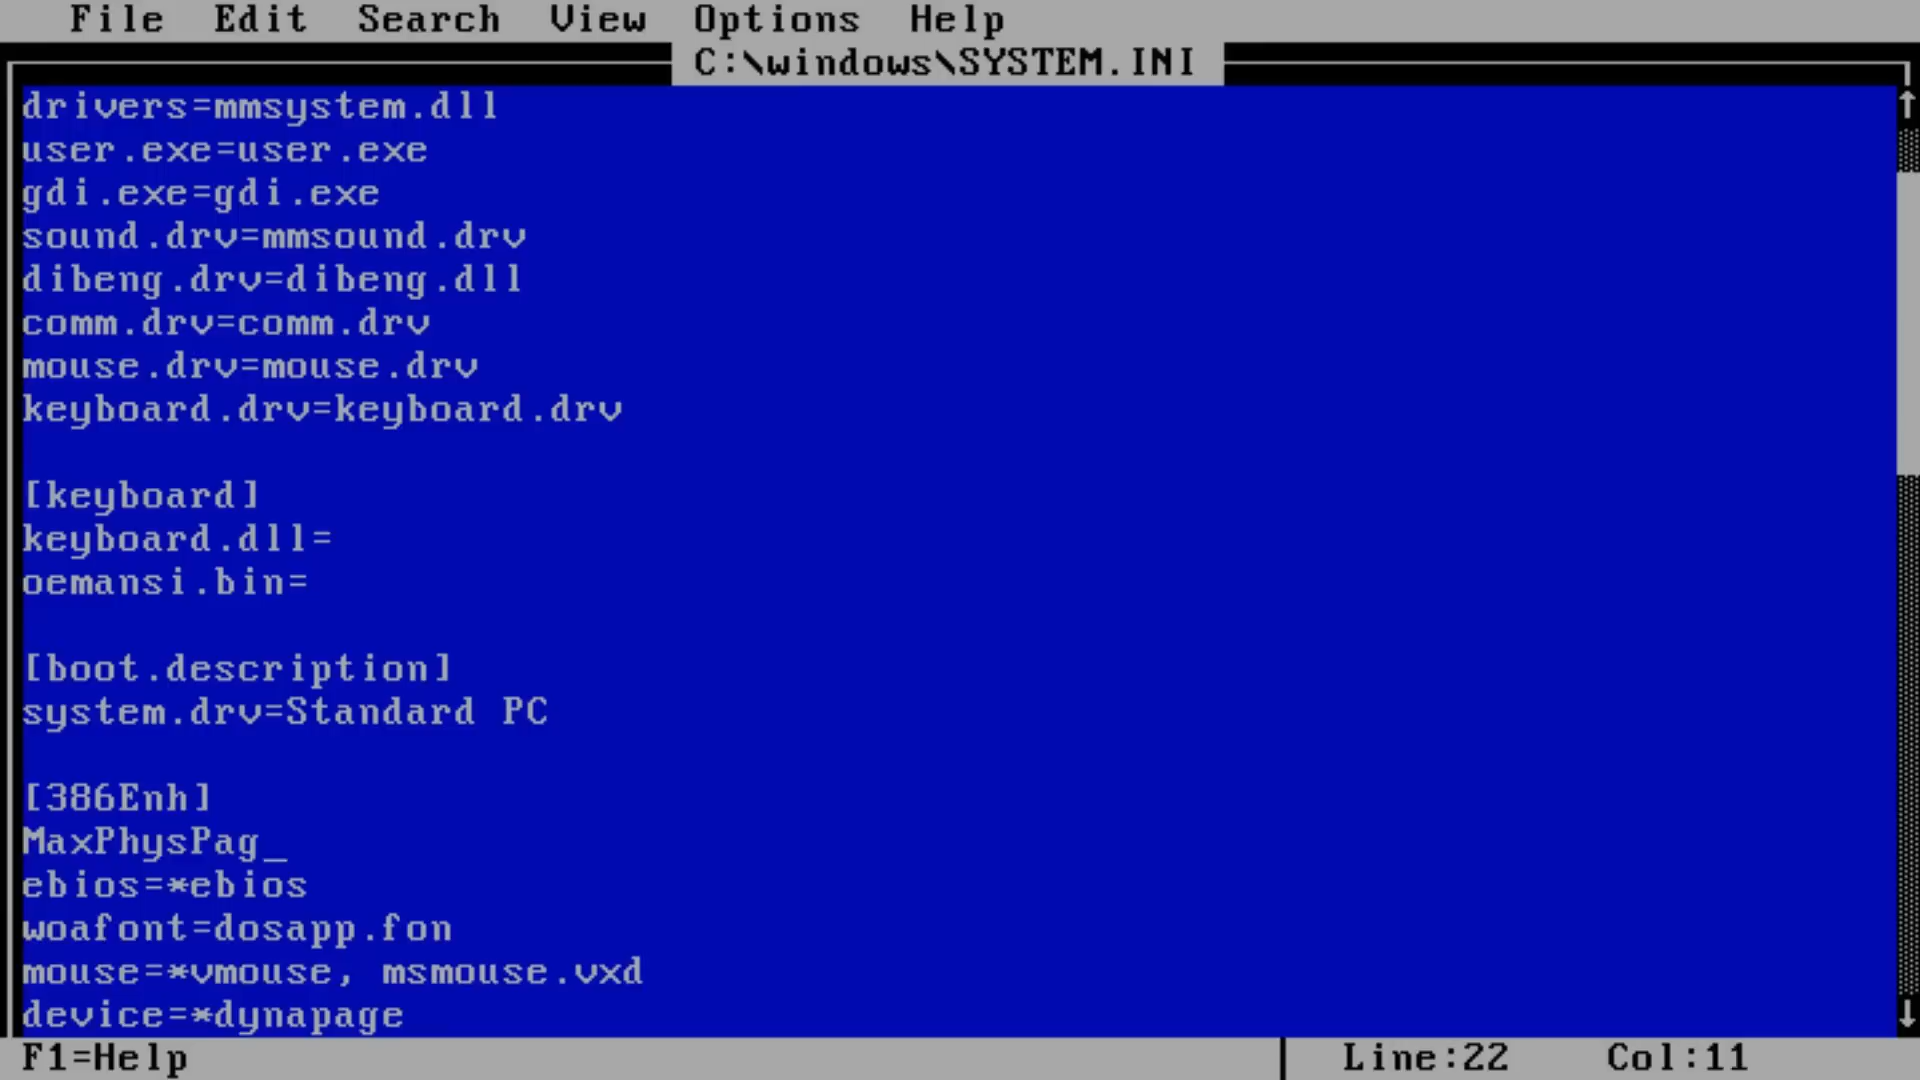 File Edit Search View Options Help
C:\windows\SYSTEM.INI
drivers=mmsystem.dll
user.exe=user.exe
gdi.exe=gdi.exe
sound.drv=mmsound.drv
dibeng.drv=dibeng.dll
comm.drv=comm.drv
mouse.drv=mouse.drv
keyboard.drv=keyboard.drv
[keyboard]
keyboard.dll=
oemansi.bin=
[boot.description]
system.drv=Standard PC
[386Enh]
MaxPhysPag_
ebios=*ebios
woafont=dosapp.fon
mouse=*vmouse, msmouse.vxd
device=*dynapage
F1=Help Line:22 Col:11